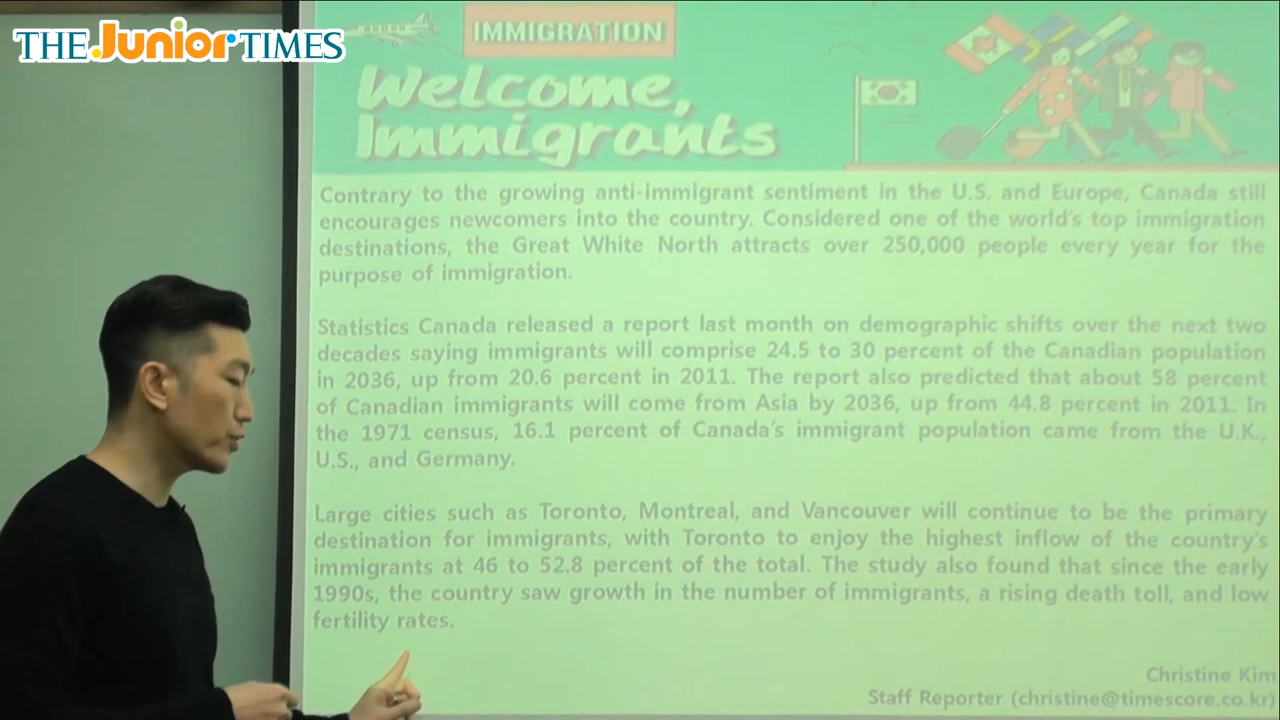 THE Junior TIMES
IMMIGRATION
Welcome,
Immigrants
Contrary to the growing anti-immigrant sentiment in the U.S. and Europe, Canada still
encourages newcomers into the country. Considered one of the world's top immigration
destinations, the Great White North attracts over 250,000 people every year for the
purpose of immigration.
Statistics Canada released a report last month on demographic shifts over the next two
decades saying immigrants will comprise 24.5 to 30 percent of the Canadian population
in 2036, up from 20.6 percent in 2011. The report also predicted that about 58 percent
of Canadian immigrants will come from Asia by 2036, up from 44.8 percent in 2011. In
the 1971 census, 16.1 percent of Canada's immigrant population came from the U.K.,
U.S., and Germany.
Large cities such as Toronto, Montreal, and Vancouver will continue to be the primary
destination for immigrants, with Toronto to enjoy the highest inflow of the country's
immigrants at 46 to 52.8 percent of the total. The study also found that since the early
1990s, the country saw growth in the number of immigrants, a rising death toll, and low
fertility rates.
Christine Kim
Staff Reporter (christine@timescore.co.kr)